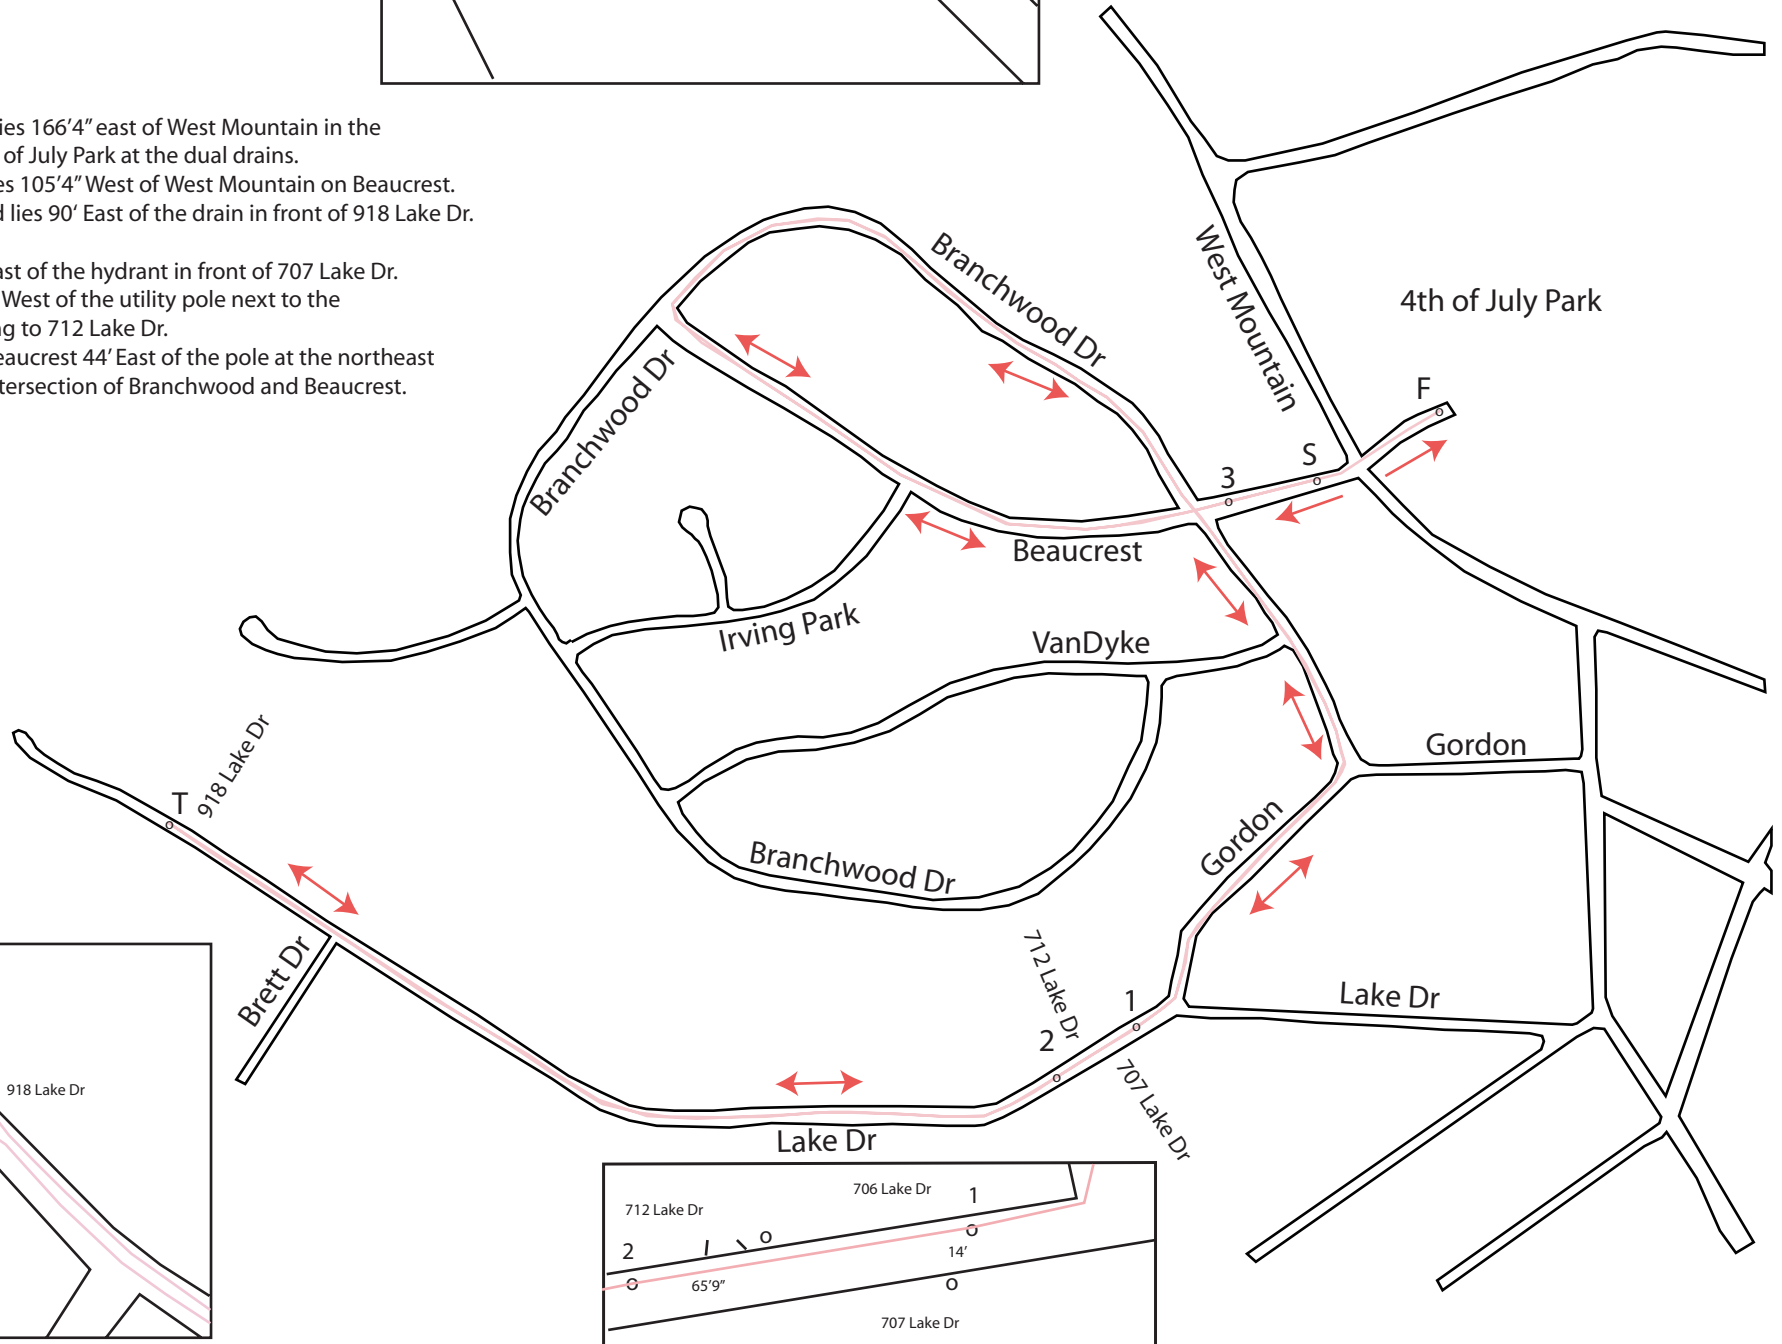 ies 166'4" east of West Mountain in the
of July Park at the dual drains.
es 105'4" West of West Mountain on Beaucrest.
d lies 90' East of the drain in front of 918 Lake Dr.
ast of the hydrant in front of 707 Lake Dr.
West of the utility pole next to the
ng to 712 Lake Dr.
eaucrest 44' East of the pole at the northeast
tersection of Branchwood and Beaucrest.
Branchwood Dr
West Mountain
4th of July Park
F
Branchwood Dr
S
3
Beaucrest
Irving Park
VanDyke
918 Lake Dr
T
Gordon
Gordon
Branchwood Dr
Brett Dr
712 Lake Dr
1
Lake Dr
2
707 Lake Dr
Lake Dr
918 Lake Dr
706 Lake Dr
1
712 Lake Dr
2
14'
65'9"
707 Lake Dr